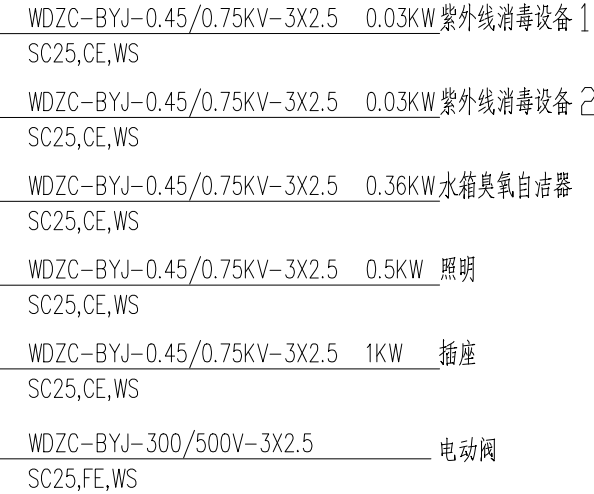 WDZC-BYJ-0.45/0.75KV-3X2.5 0.03KW 紫外线消毒设备1
SC25,CE,WS
WDZC-BYJ-0.45/0.75KV-3X2.5 0.03KW 紫外线消毒设备2
SC25,CE,WS
WDZC-BYJ-0.45/0.75KV-3X2.5 0.36KW 水箱臭氧自洁器
SC25,CE,WS
WDZC-BYJ-0.45/0.75KV-3X2.5 0.5KW 照明
SC25,CE,WS
WDZC-BYJ-0.45/0.75KV-3X2.5 1KW 插座
SC25,CE,WS
WDZC-BYJ-300/500V-3X2.5 电动阀
SC25,FE,WS